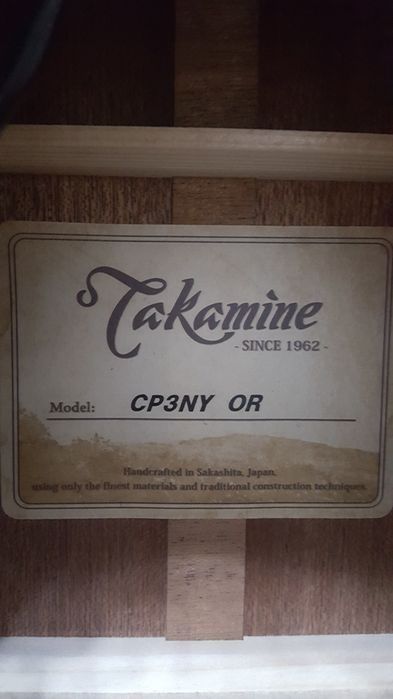 Takamine
- SINCE 1962 -
Model: CP3NY OR
Handcrafted in Sakashita, Japan,
using only the finest materials and traditional construction techniques.